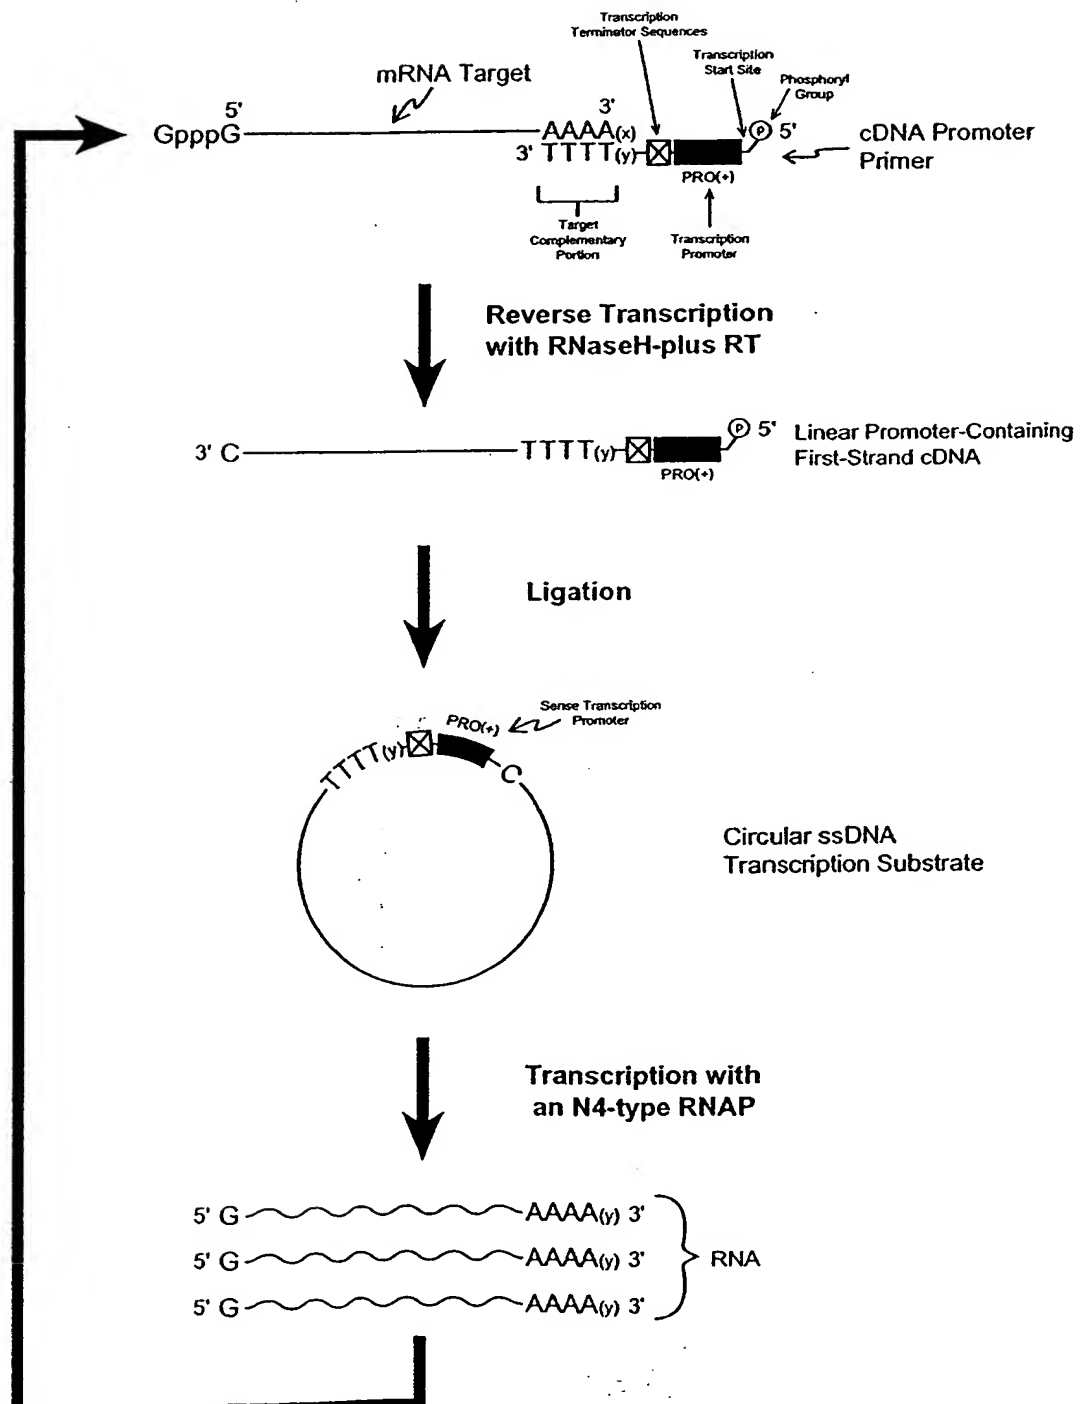 Transcription
Terminator Sequences
Transcription
Start Site
Phosphoryl
Group
mRNA Target
5'
3'
GpppG
AAAA(x)
P 5'
cDNA Promoter
Primer
3' TTTT(y)
PRO(+)
Target
Complementary
Portion
Transcription
Promoter
Reverse Transcription
with RNaseH-plus RT
3' C
TTTT(y)
P 5'
PRO(+)
Linear Promoter-Containing
First-Strand cDNA
Ligation
Sense Transcription
Promoter
PRO(+)
TTTT(y)
C
Circular ssDNA
Transcription Substrate
Transcription with
an N4-type RNAP
5' G AAAA(y) 3'
5' G AAAA(y) 3'
5' G AAAA(y) 3'
RNA